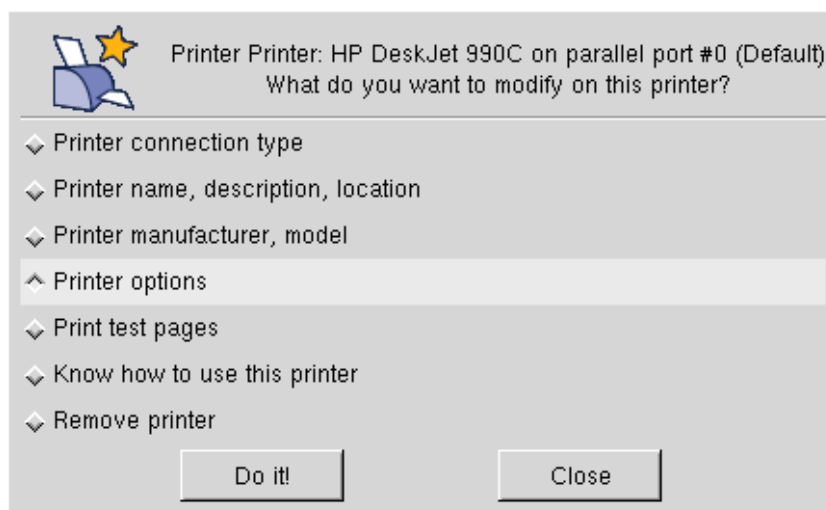 Printer Printer: HP DeskJet 990C on parallel port #0 (Default)
What do you want to modify on this printer?
Printer connection type
Printer name, description, location
Printer manufacturer, model
Printer options
Print test pages
Know how to use this printer
Remove printer
Do it!
Close